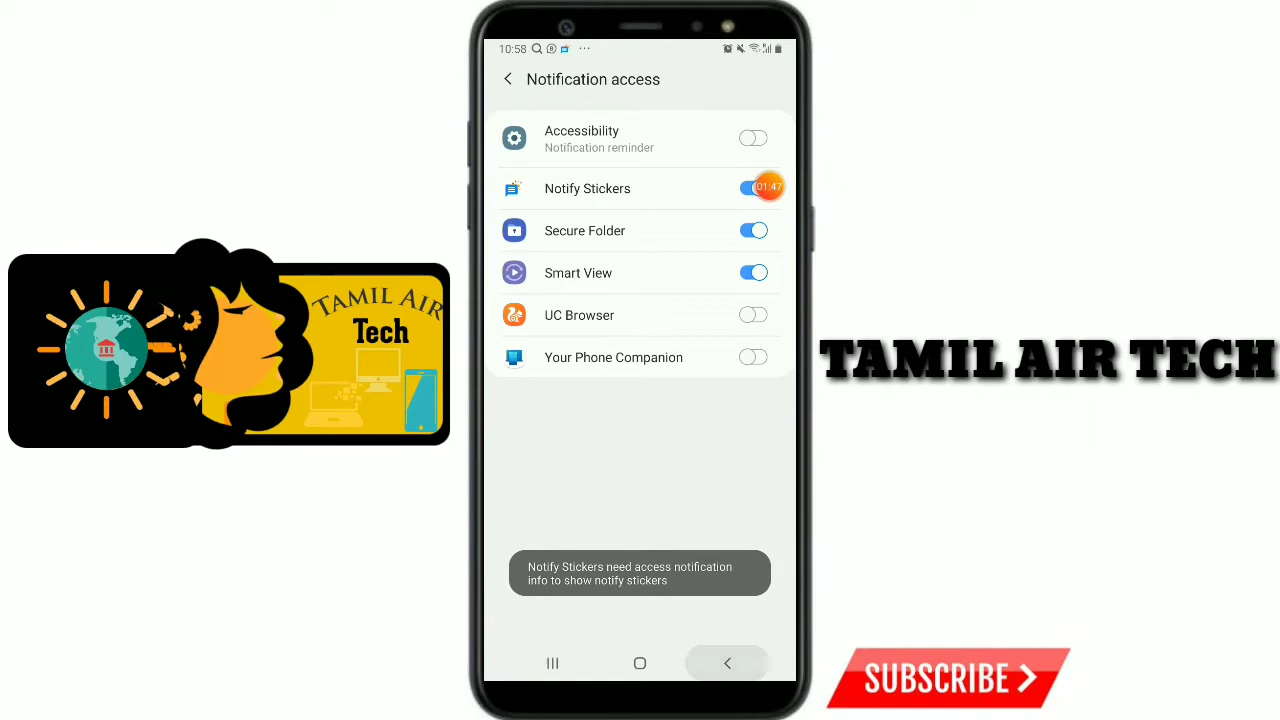 10:58
Notification access
Accessibility
Notification reminder
Notify Stickers
01:47
Secure Folder
Smart View
UC Browser
Your Phone Companion
Notify Stickers need access notification
info to show notify stickers
TAMIL AIR
Tech
TAMIL AIR TECH
SUBSCRIBE